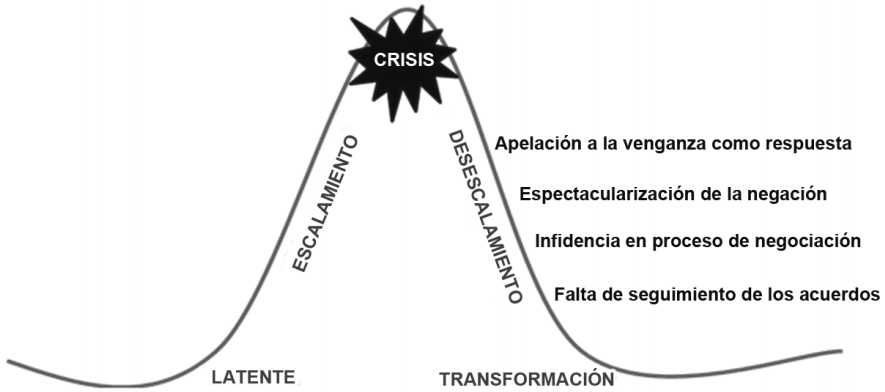 CRISIS
ESCALAMIENTO
DESESCALAMIENTO
Apelación a la venganza como respuesta
Espectacularización de la negación
Infidencia en proceso de negociación
Falta de seguimiento de los acuerdos
LATENTE
TRANSFORMACIÓN